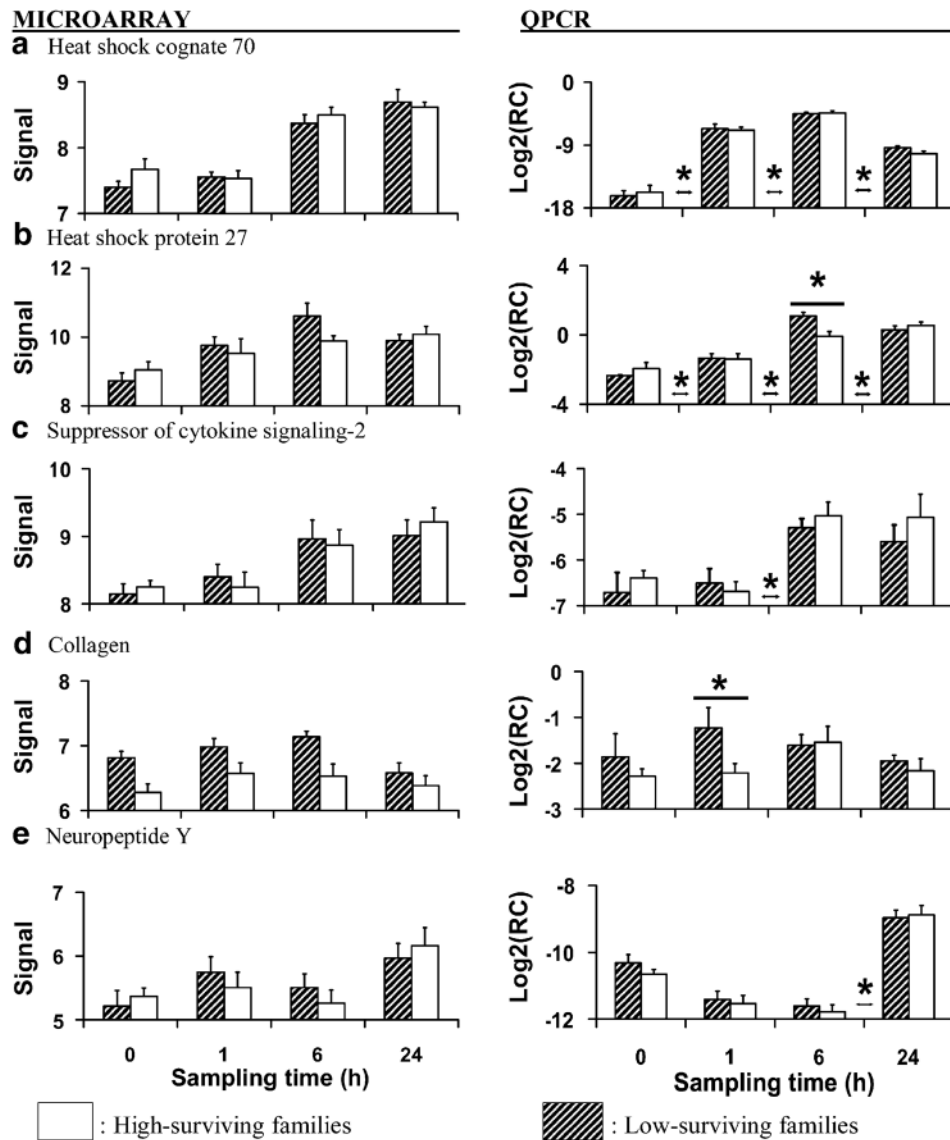 MICROARRAY QPCR
a Heat shock cognate 70
Signal
9
8
7
Log2(RC)
0
-9
-18
* * *
b Heat shock protein 27
Signal
12
10
8
Log2(RC)
4
0
-4
*
* * *
c Suppressor of cytokine signaling-2
Signal
10
9
8
Log2(RC)
-4
-5
-6
-7
*
d Collagen
Signal
8
7
6
Log2(RC)
0
-1
-2
-3
*
e Neuropeptide Y
Signal
7
6
5
Log2(RC)
-8
-10
-12
*
0 1 6 24
Sampling time (h)
0 1 6 24
Sampling time (h)
: High-surviving families : Low-surviving families